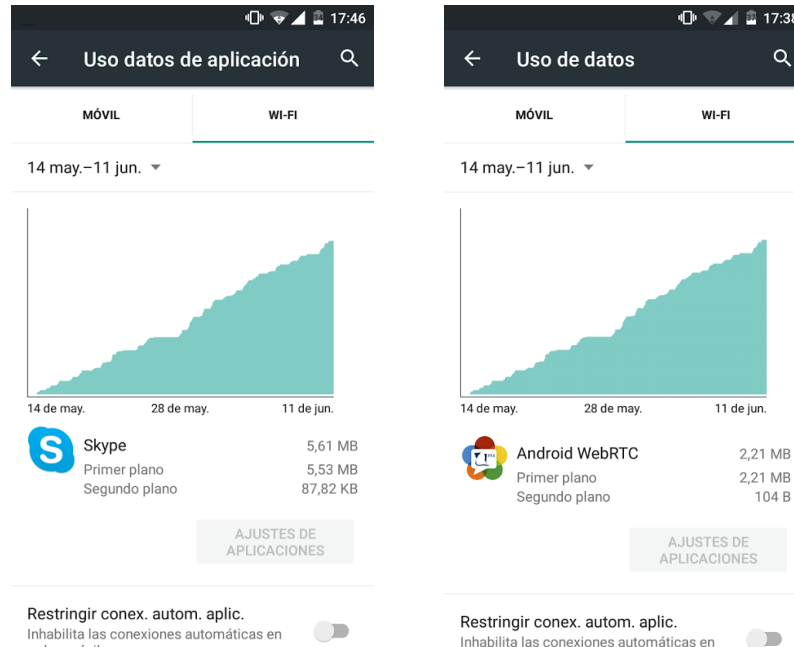 17:46
Uso datos de aplicación
MÓVIL
WI-FI
14 may.–11 jun.
14 de may.
28 de may.
11 de jun.
S
Skype
5,61 MB
Primer plano
5,53 MB
Segundo plano
87,82 KB
AJUSTES DE
APLICACIONES
Restringir conex. autom. aplic.
Inhabilita las conexiones automáticas en
17:38
Uso de datos
MÓVIL
WI-FI
14 may.–11 jun.
14 de may.
28 de may.
11 de jun.
Android WebRTC
2,21 MB
Primer plano
2,21 MB
Segundo plano
104 B
AJUSTES DE
APLICACIONES
Restringir conex. autom. aplic.
Inhabilita las conexiones automáticas en